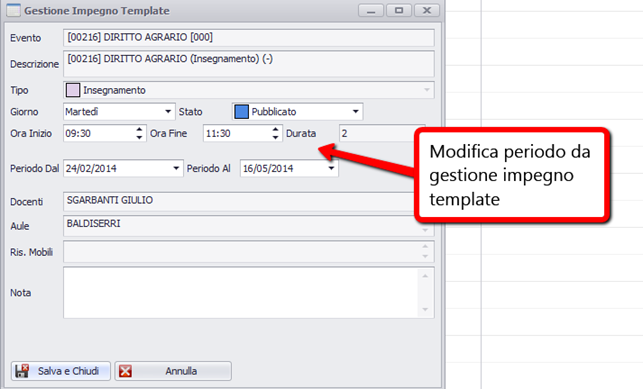 Gestione Impegno Template
Evento [00216] DIRITTO AGRARIO [000]
Descrizione [00216] DIRITTO AGRARIO (Insegnamento) (-)
Tipo Insegnamento
Giorno Martedì Stato Pubblicato
Ora Inizio 09:30 Ora Fine 11:30 Durata 2
Periodo Dal 24/02/2014 Periodo Al 16/05/2014
Docenti SGARBANTI GIULIO
Aule BALDISERRI
Ris. Mobili
Nota
Salva e Chiudi Annulla
Modifica periodo da
gestione impegno
template